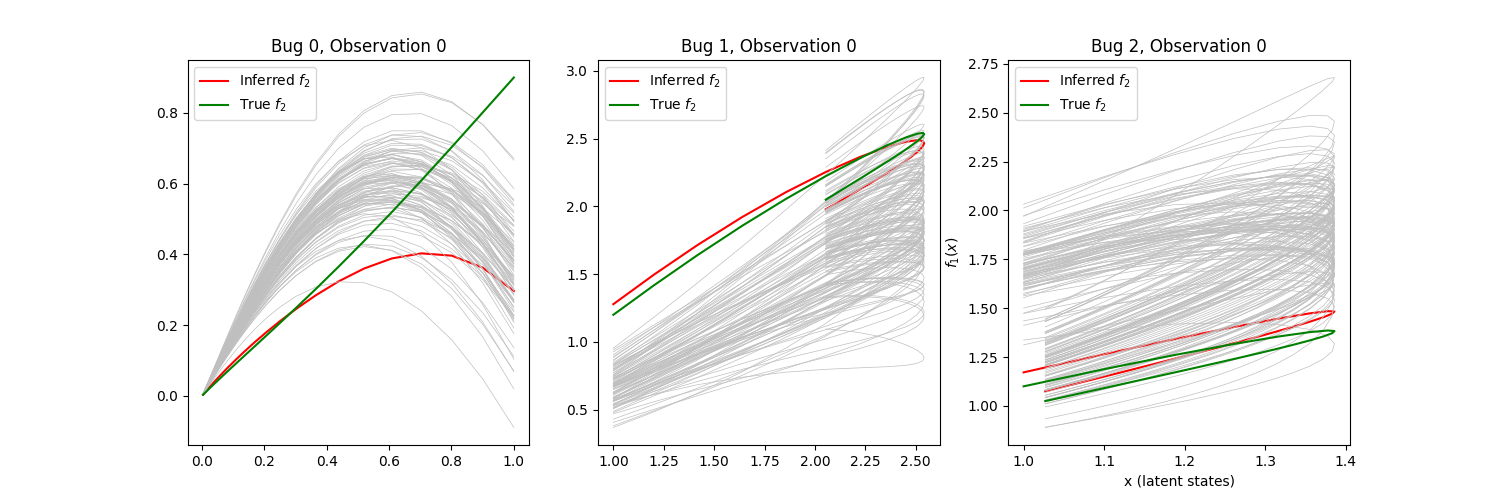 Bug 0, Observation 0
Inferred f₂
True f₂
0.8
0.6
0.4
0.2
0.0
0.0 0.2 0.4 0.6 0.8 1.0
Bug 1, Observation 0
Inferred f₂
True f₂
3.0
2.5
2.0
1.5
1.0
0.5
1.00 1.25 1.50 1.75 2.00 2.25 2.50
Bug 2, Observation 0
Inferred f₂
True f₂
f₁(x)
2.75
2.50
2.25
2.00
1.75
1.50
1.25
1.00
1.0 1.1 1.2 1.3 1.4
x (latent states)